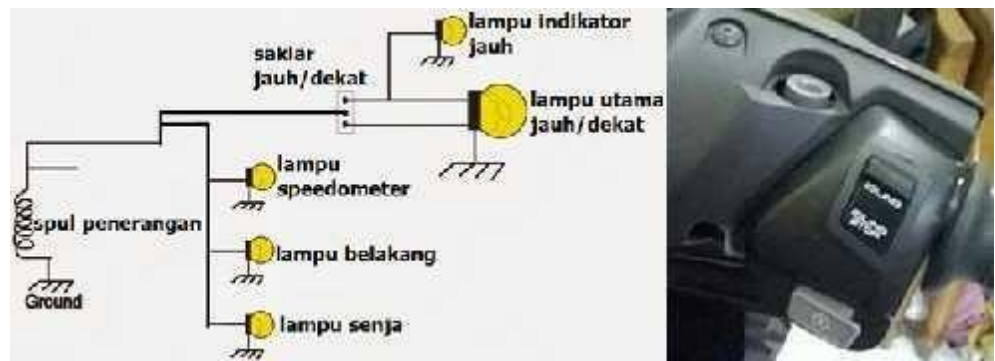 lampu indikator
jauh
saklar
jauh/dekat
lampu utama
jauh/dekat
lampu
speedometer
spul penerangan
lampu belakang
Ground
lampu senja